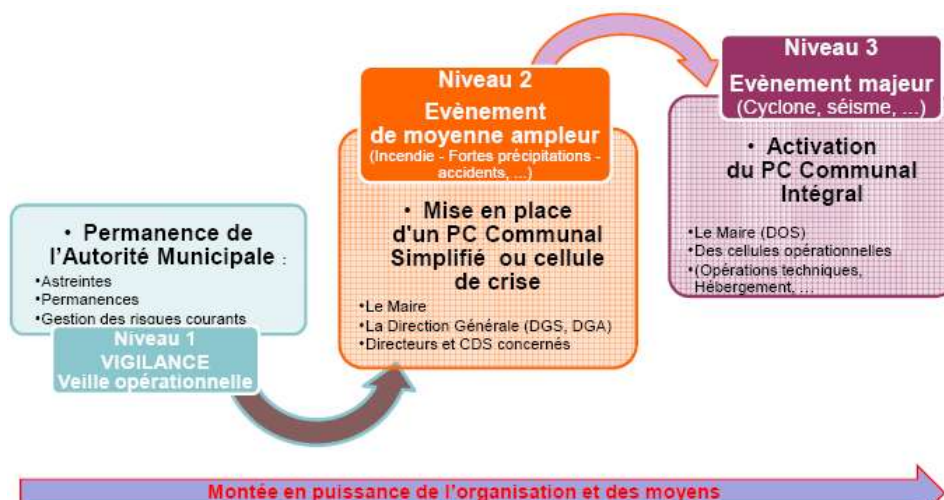 • Permanence de
l'Autorité Municipale :
•Astreintes
•Permanences
•Gestion des risques courants
Niveau 1
VIGILANCE
Veille opérationnelle
Niveau 2
Evènement
de moyenne ampleur
(Incendie - Fortes précipitations -
accidents, ...)
• Mise en place
d'un PC Communal
Simplifié ou cellule
de crise
•Le Maire
•La Direction Générale (DGS, DGA)
•Directeurs et CDS concernés
Niveau 3
Evènement majeur
(Cyclone, séisme, ...)
• Activation
du PC Communal
Intégral
•Le Maire (DOS)
•Des cellules opérationnelles
•(Opérations techniques,
Hébergement, ...
Montée en puissance de l'organisation et des moyens